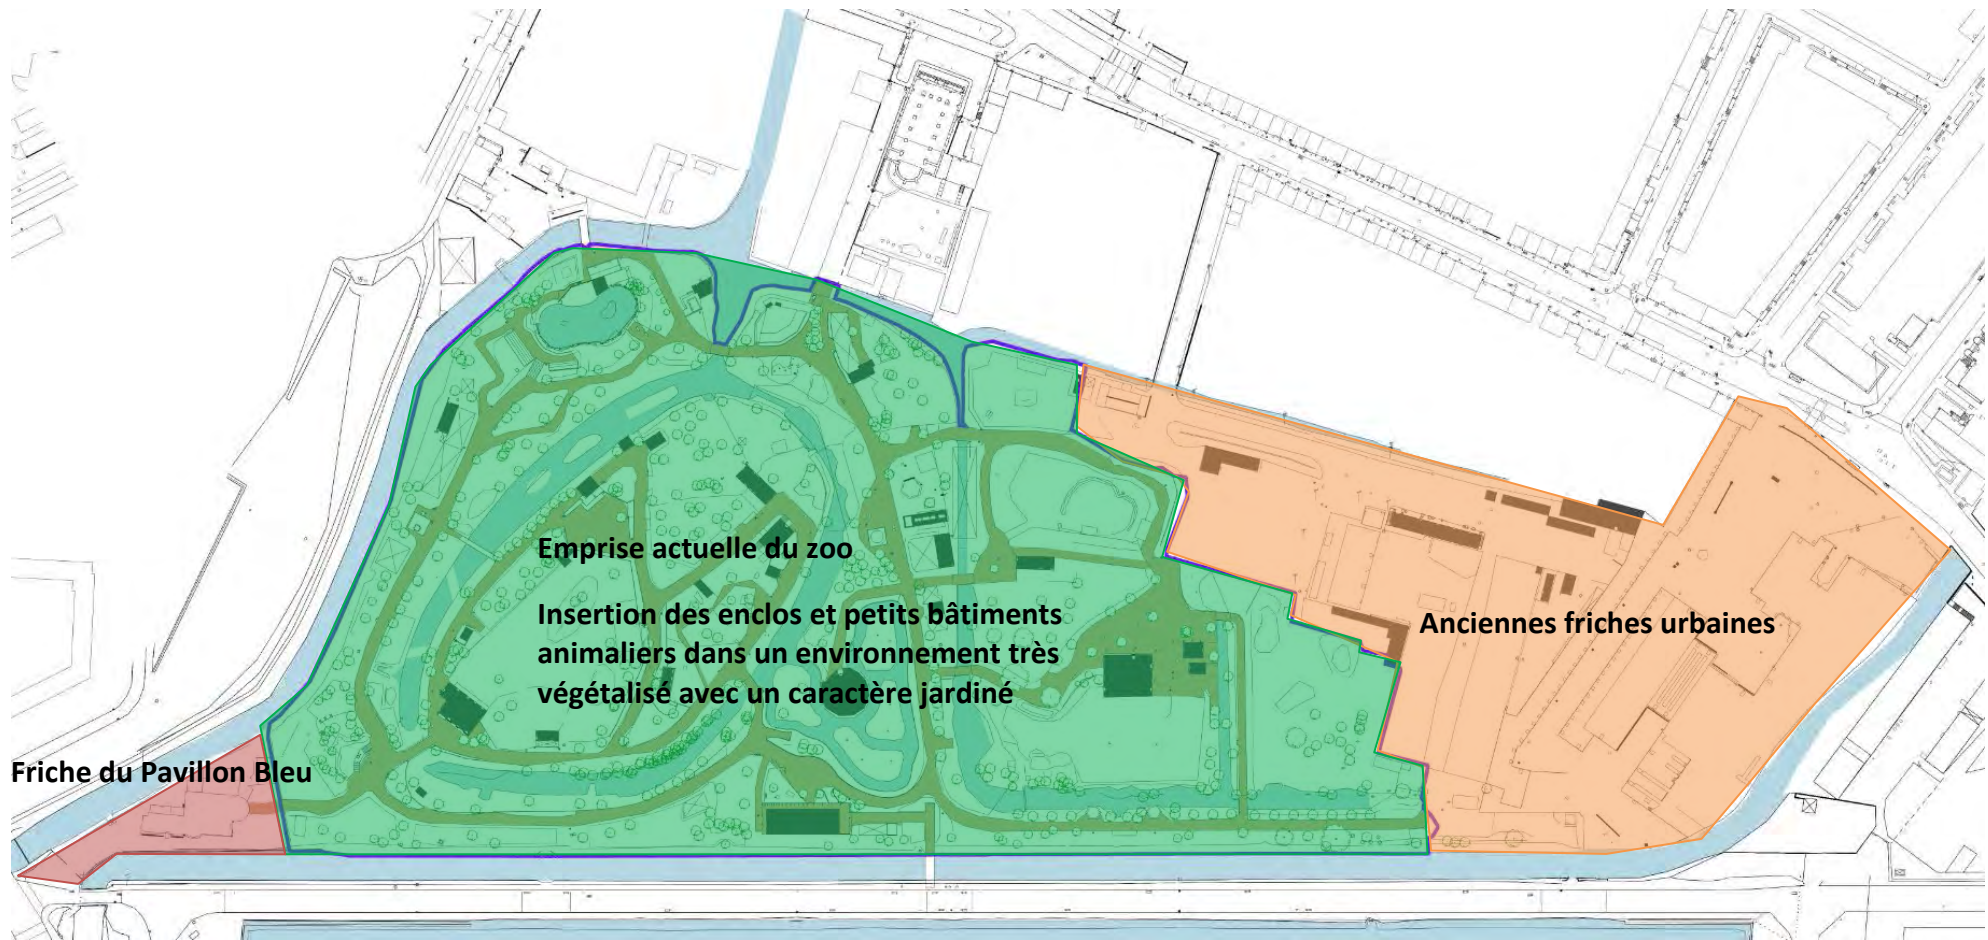 Emprise actuelle du zoo
Insertion des enclos et petits bâtiments
animaliers dans un environnement très
végétalisé avec un caractère jardiné
Anciennes friches urbaines
Friche du Pavillon Bleu